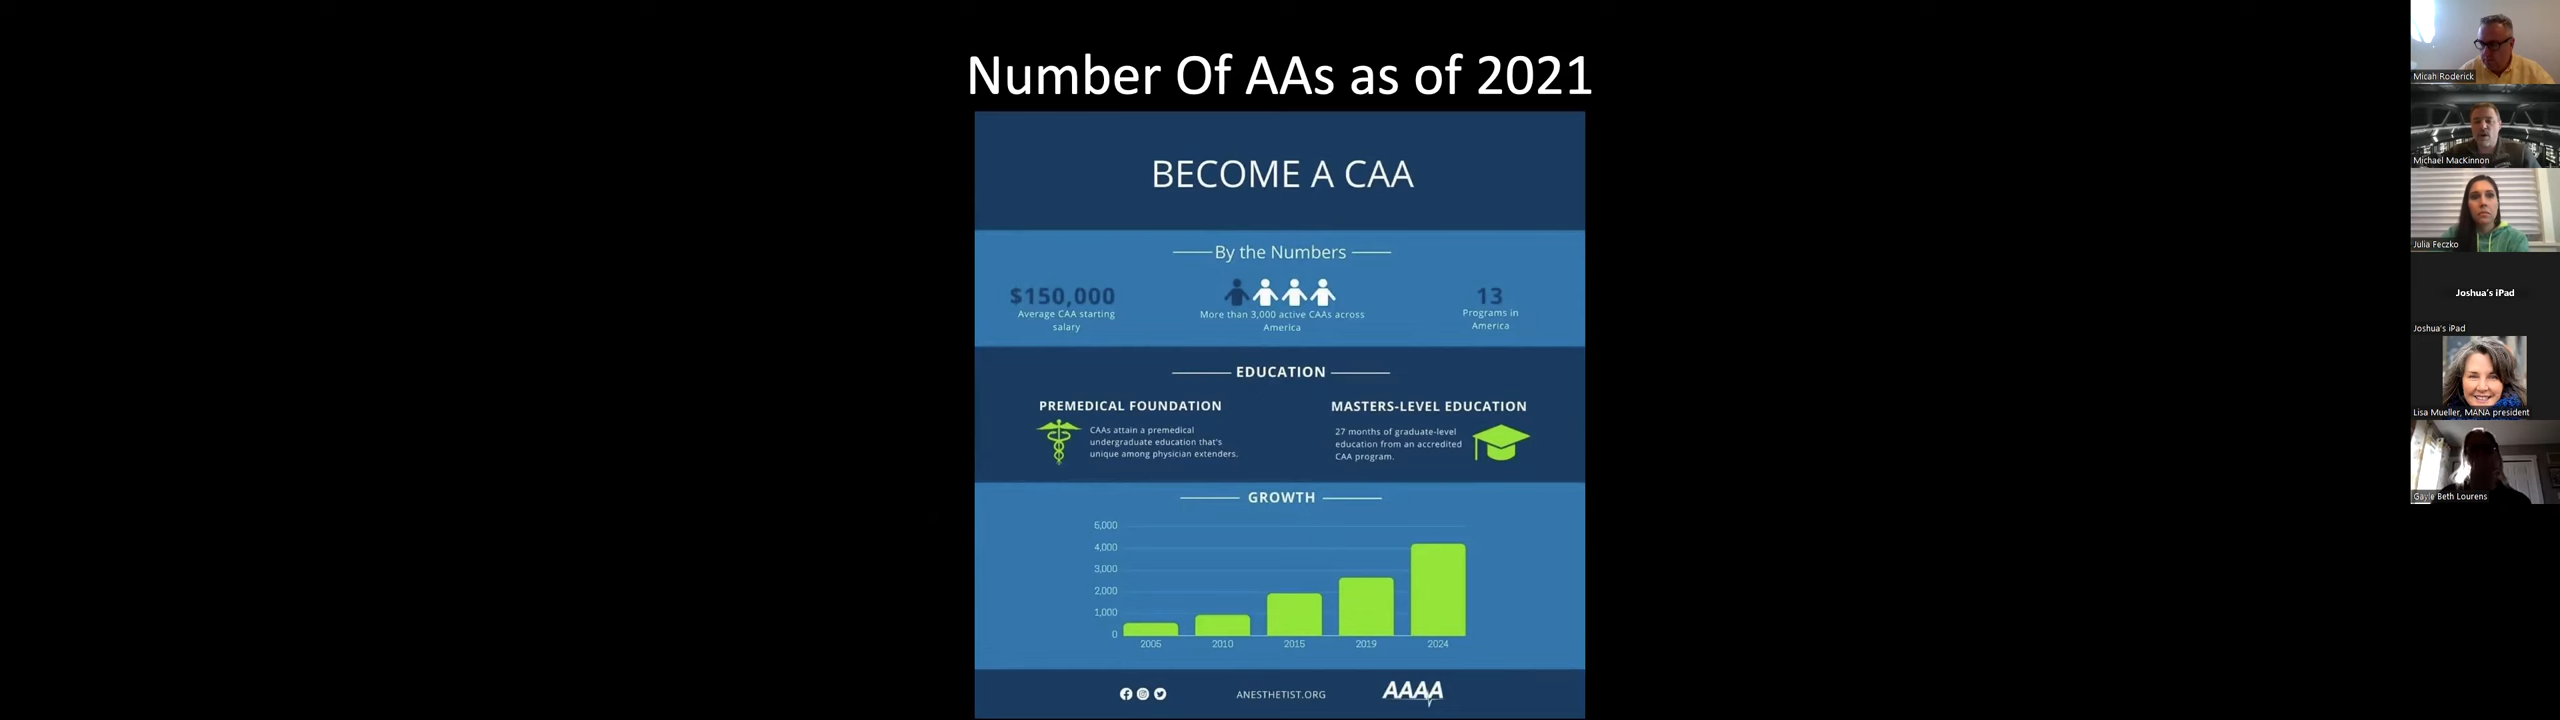 Number Of AAs as of 2021
BECOME A CAA
By the Numbers
$150,000
Average CAA starting
salary
More than 3,000 active CAAs across
America
13
Programs in
America
EDUCATION
PREMEDICAL FOUNDATION
CAAs attain a premedical
undergraduate education that's
unique among physician extenders.
MASTERS-LEVEL EDUCATION
27 months of graduate-level
education from an accredited
CAA program.
GROWTH
5,000
4,000
3,000
2,000
1,000
0
2005 2010 2015 2019 2024
ANESTHETIST.ORG
AAAA
Micah Roderick
Michael MacKinnon
Julia Feczko
Joshua's iPad
Joshua's iPad
Lisa Mueller, MANA president
Gayle Beth Lourens